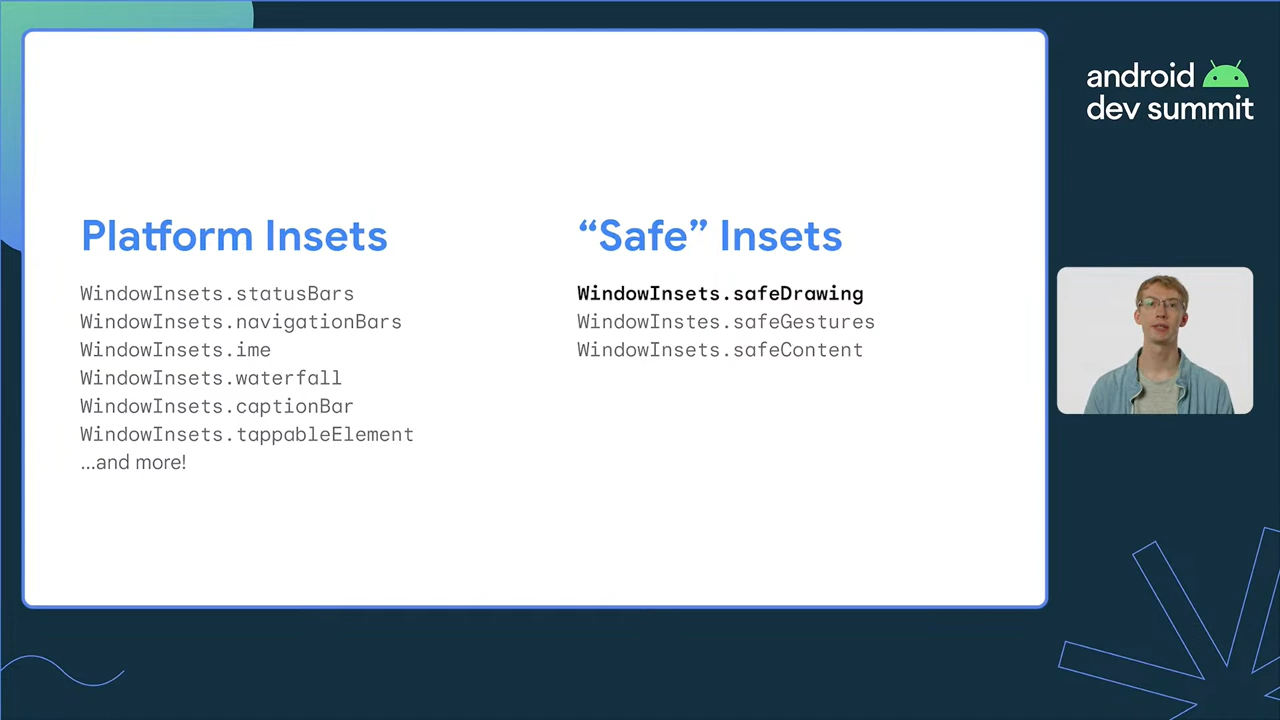 android
dev summit
Platform Insets
WindowInsets.statusBars
WindowInsets.navigationBars
WindowInsets.ime
WindowInsets.waterfall
WindowInsets.captionBar
WindowInsets.tappableElement
...and more!
“Safe” Insets
WindowInsets.safeDrawing
WindowInstes.safeGestures
WindowInsets.safeContent